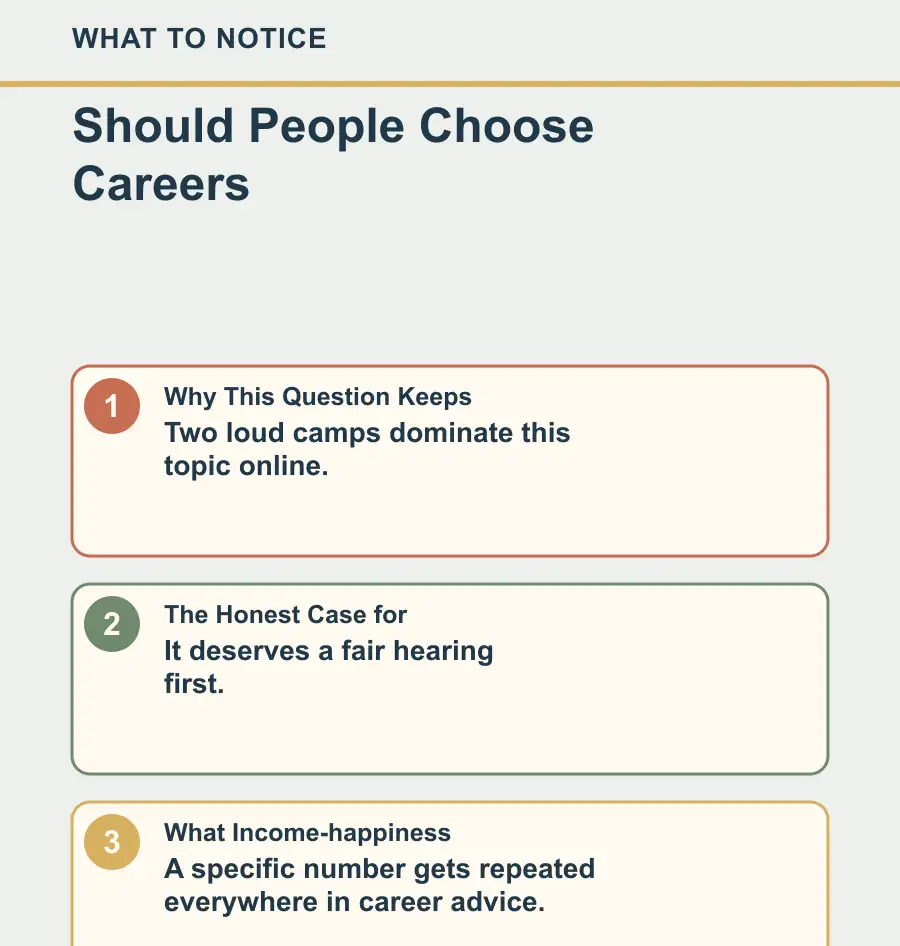 WHAT TO NOTICE
Should People Choose
Careers
1
Why This Question Keeps
Two loud camps dominate this
topic online.
2
The Honest Case for
It deserves a fair hearing
first.
3
What Income-happiness
A specific number gets repeated
everywhere in career advice.